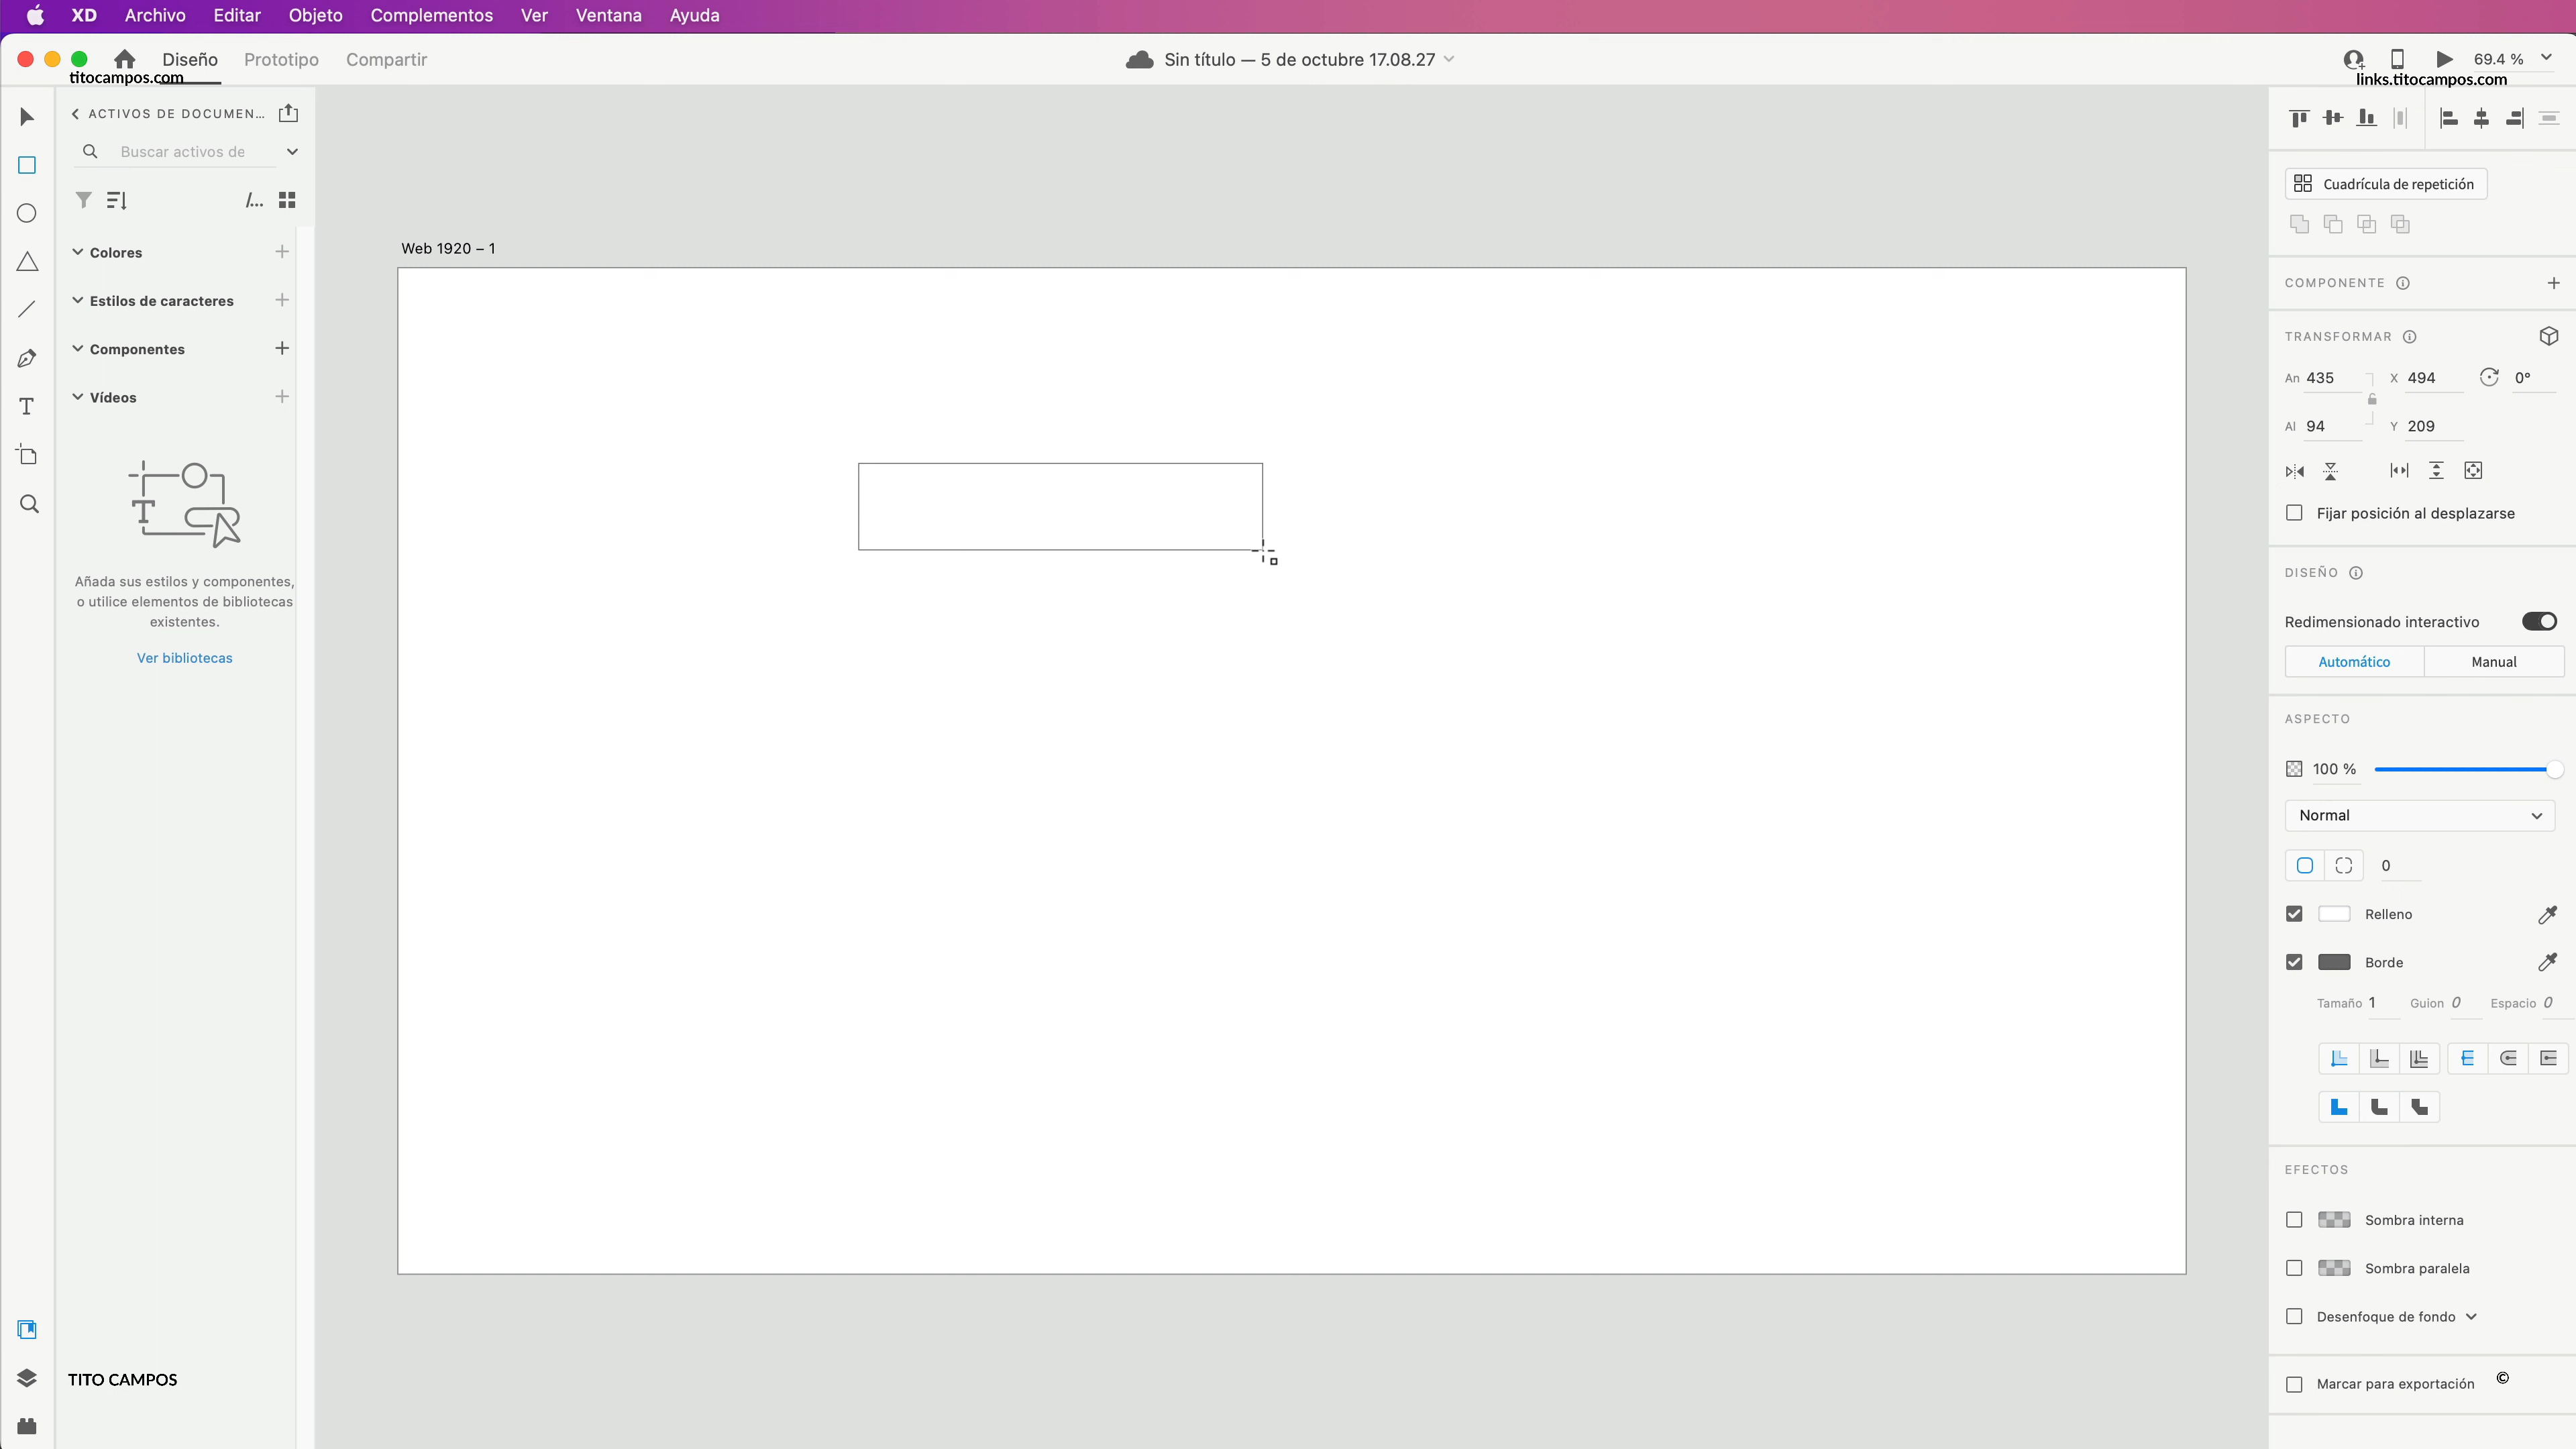 XD Archivo Editar Objeto Complementos Ver Ventana Ayuda
Diseño Prototipo Compartir
Sin título — 5 de octubre 17.08.27
69.4 %
titocampos.com
links.titocampos.com
ACTIVOS DE DOCUMEN...
Buscar activos de
/...
Colores
Estilos de caracteres
Componentes
Vídeos
Añada sus estilos y componentes,
o utilice elementos de bibliotecas
existentes.
Ver bibliotecas
TITO CAMPOS
Web 1920 – 1
Cuadrícula de repetición
COMPONENTE
TRANSFORMAR
An 435 X 494 0°
Al 94 Y 209
Fijar posición al desplazarse
DISEÑO
Redimensionado interactivo
Automático Manual
ASPECTO
100 %
Normal
0
Relleno
Borde
Tamaño 1 Guion 0 Espacio 0
EFECTOS
Sombra interna
Sombra paralela
Desenfoque de fondo
Marcar para exportación ©